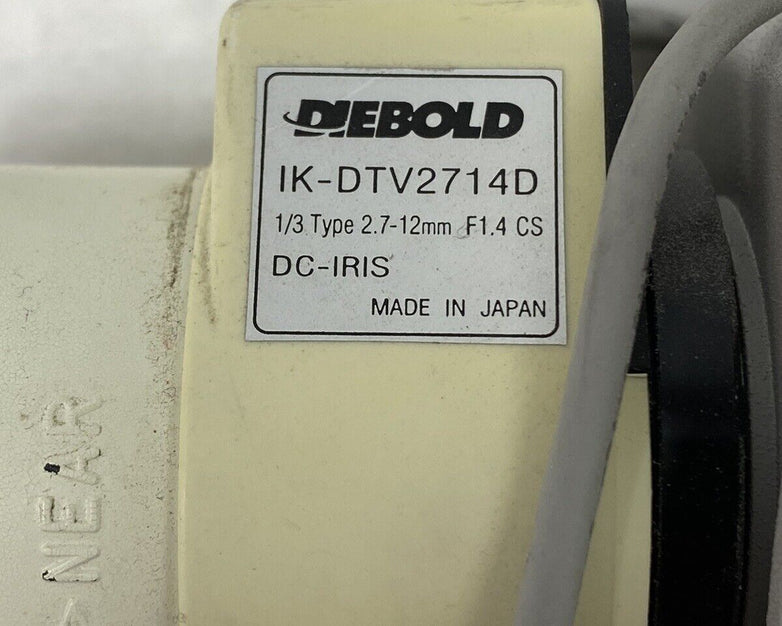 DIEBOLD
IK-DTV2714D
1/3 Type 2.7-12mm F1.4 CS
DC-IRIS
MADE IN JAPAN
NEAR